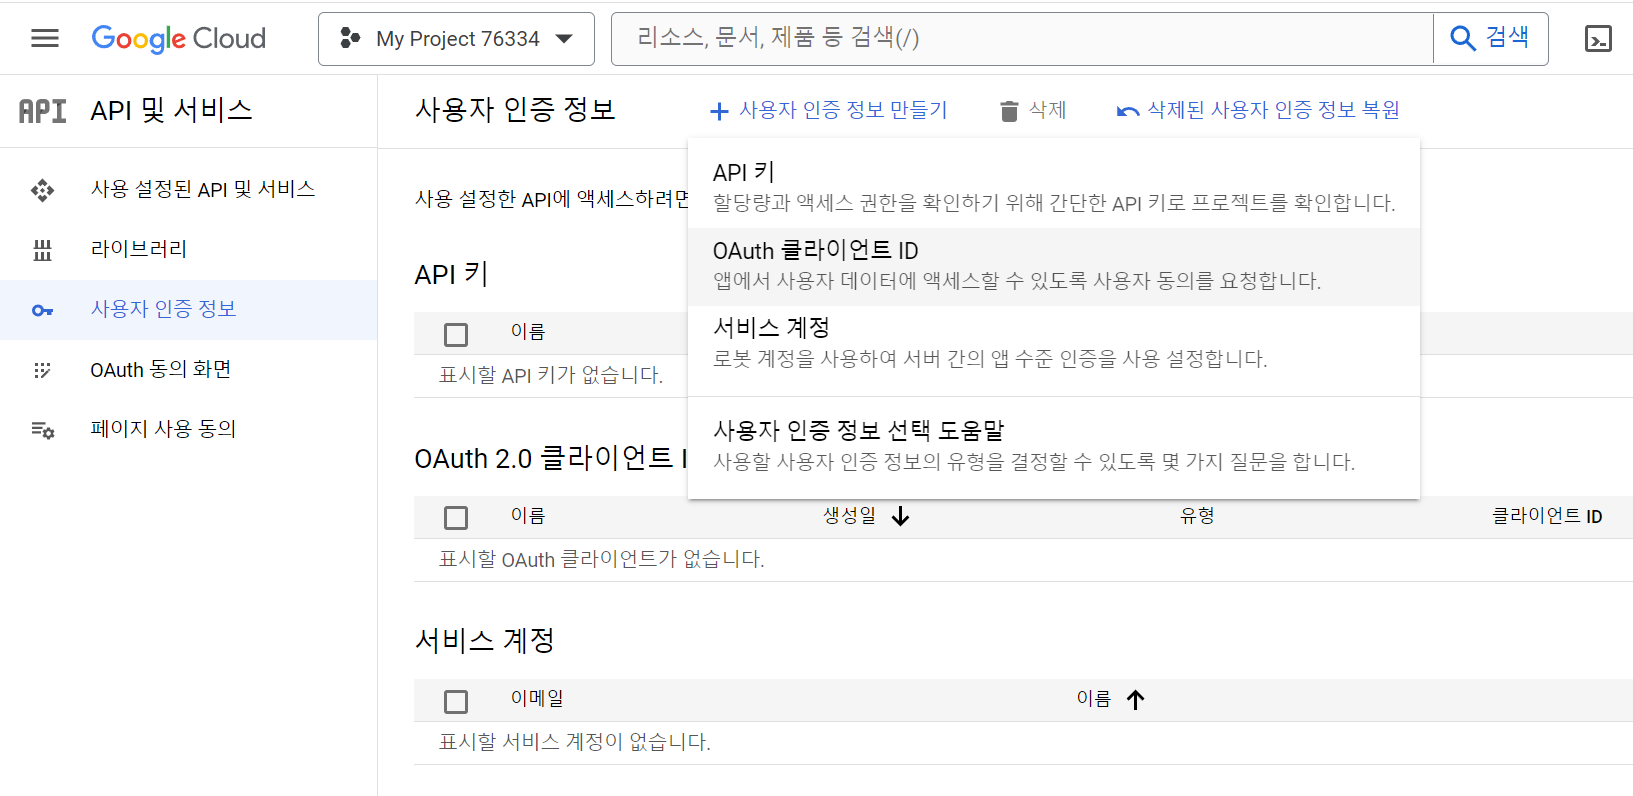 Google Cloud
My Project 76334
리소스, 문서, 제품 등 검색(/)
검색
API
API 및 서비스
사용자 인증 정보
사용자 인증 정보 만들기
삭제
삭제된 사용자 인증 정보 복원
사용 설정된 API 및 서비스
라이브러리
사용자 인증 정보
OAuth 동의 화면
페이지 사용 동의
사용 설정한 API에 액세스하려면
API 키
할당량과 액세스 권한을 확인하기 위해 간단한 API 키로 프로젝트를 확인합니다.
OAuth 클라이언트 ID
앱에서 사용자 데이터에 액세스할 수 있도록 사용자 동의를 요청합니다.
서비스 계정
로봇 계정을 사용하여 서버 간의 앱 수준 인증을 사용 설정합니다.
사용자 인증 정보 선택 도움말
사용할 사용자 인증 정보의 유형을 결정할 수 있도록 몇 가지 질문을 합니다.
API 키
이름
표시할 API 키가 없습니다.
OAuth 2.0 클라이언트 I
이름
생성일
유형
클라이언트 ID
표시할 OAuth 클라이언트가 없습니다.
서비스 계정
이메일
이름
표시할 서비스 계정이 없습니다.